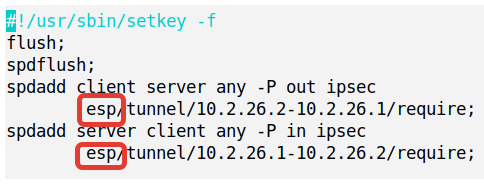 #!/usr/sbin/setkey -f
flush;
spdflush;
spdadd client server any -P out ipsec
esp/tunnel/10.2.26.2-10.2.26.1/require;
spdadd server client any -P in ipsec
esp/tunnel/10.2.26.1-10.2.26.2/require;